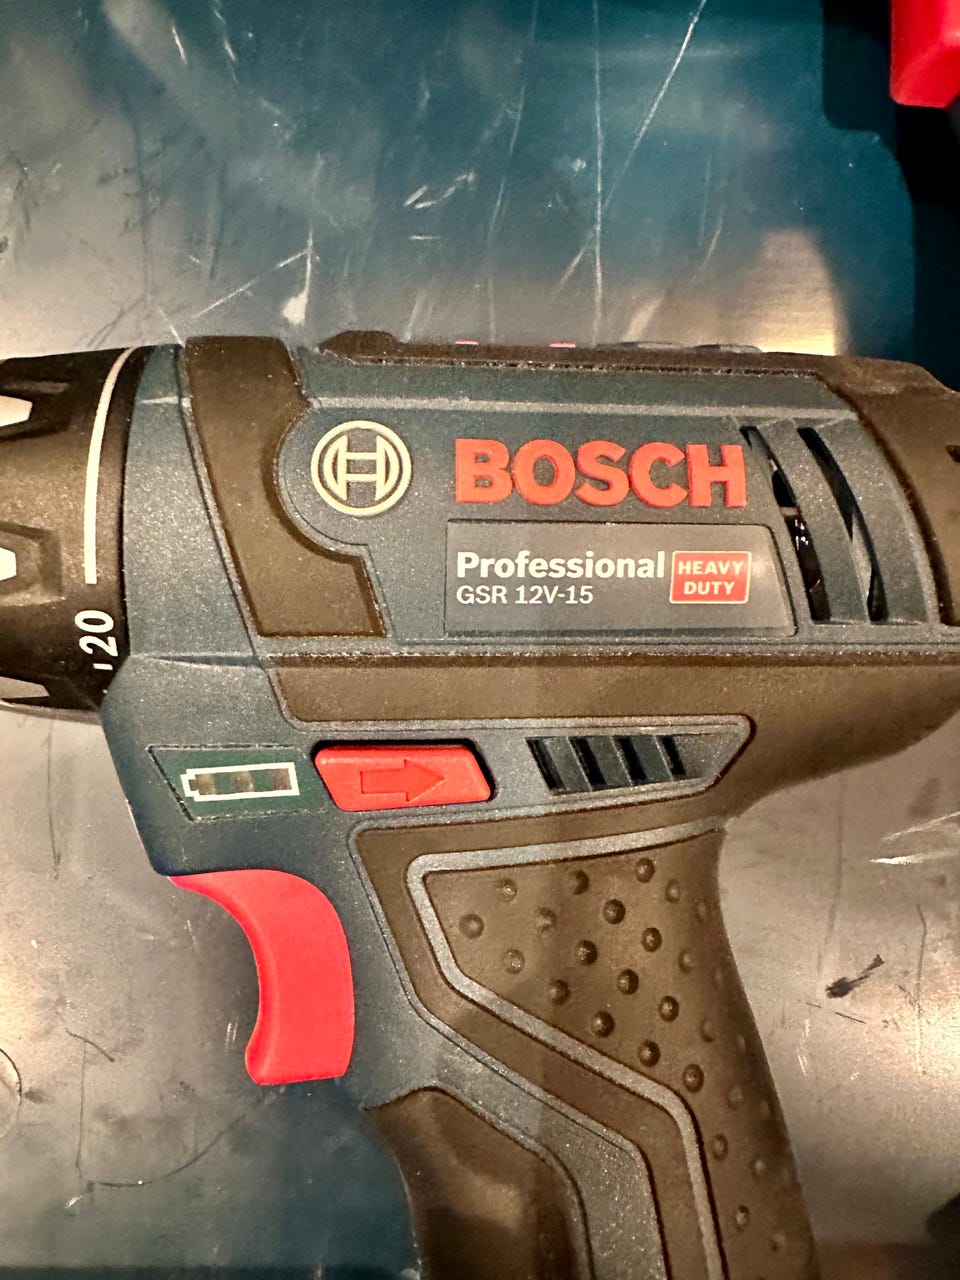 BOSCH
Professional
GSR 12V-15
HEAVY
DUTY
20